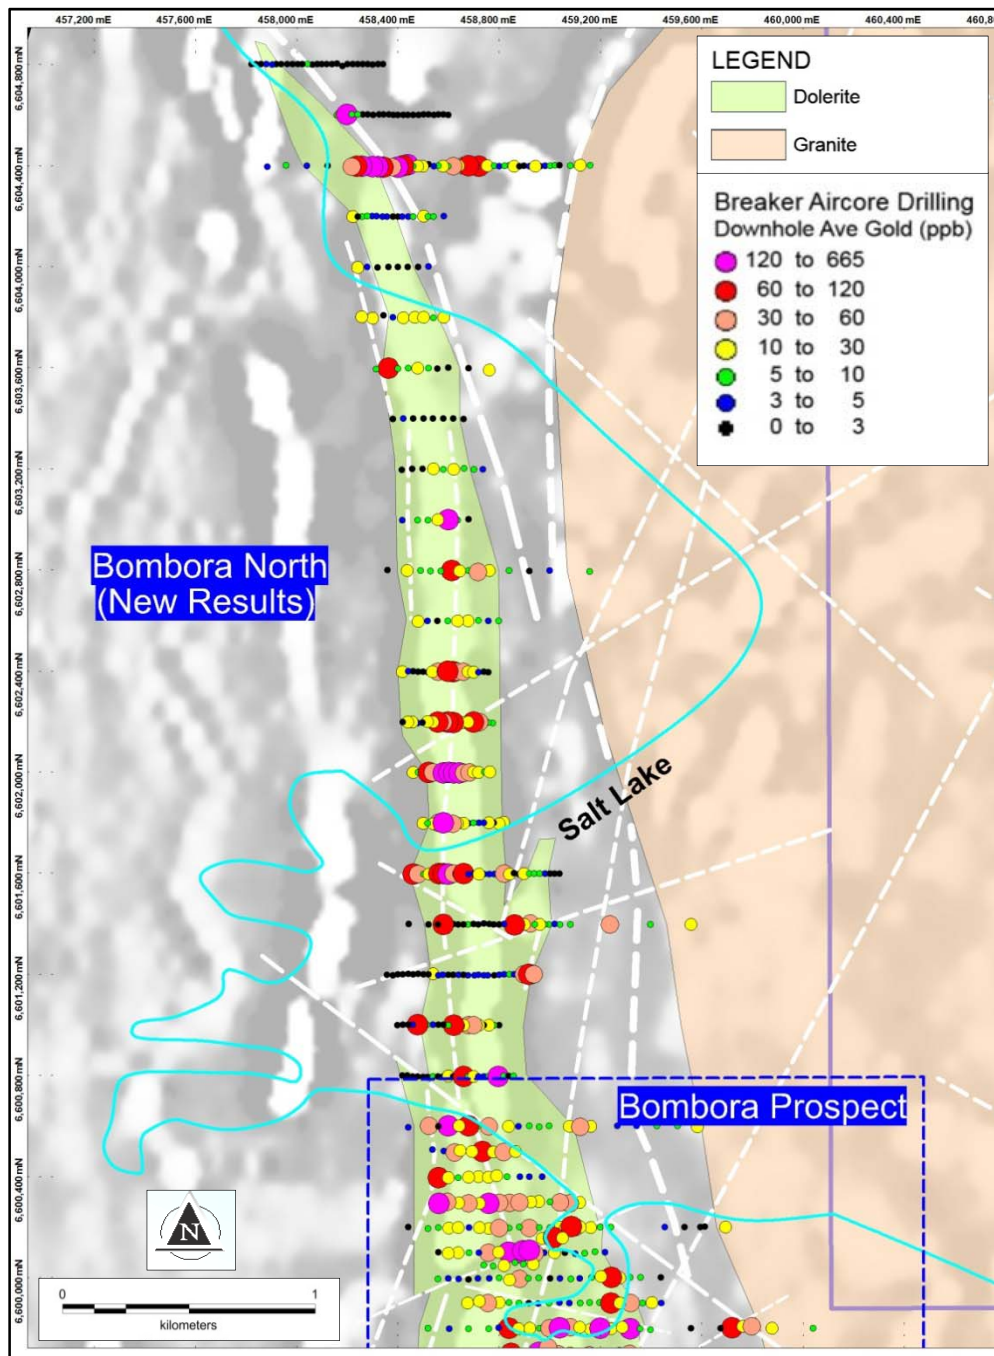 457,200 mE 457,600 mE 458,000 mE 458,400 mE 458,800 mE 459,200 mE 459,600 mE 460,000 mE 460,400 mE 460,8
6,604,800 mN
6,604,400 mN
6,604,000 mN
6,603,600 mN
6,603,200 mN
6,602,800 mN
6,602,400 mN
6,602,000 mN
6,601,600 mN
6,601,200 mN
6,600,800 mN
6,600,400 mN
6,600,000 mN
LEGEND
Dolerite
Granite
Breaker Aircore Drilling
Downhole Ave Gold (ppb)
120 to 665
60 to 120
30 to 60
10 to 30
5 to 10
3 to 5
0 to 3
Bombora North
(New Results)
Salt Lake
Bombora Prospect
N
0 1
kilometers